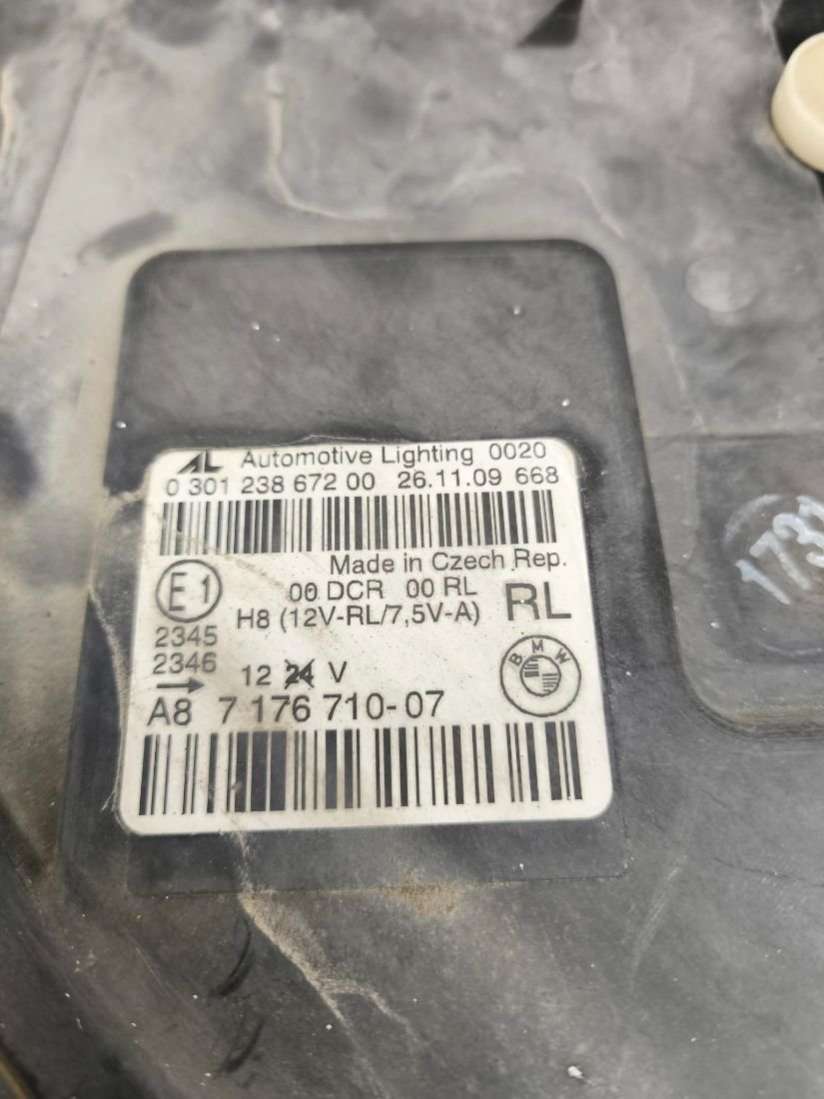 AL Automotive Lighting 0020
0 301 238 672 00 26.11.09 668
Made in Czech Rep.
E1 00 DCR 00 RL RL
H8 (12V-RL/7,5V-A)
2345
2346 12 24 V BMW
→
A8 7 176 710-07